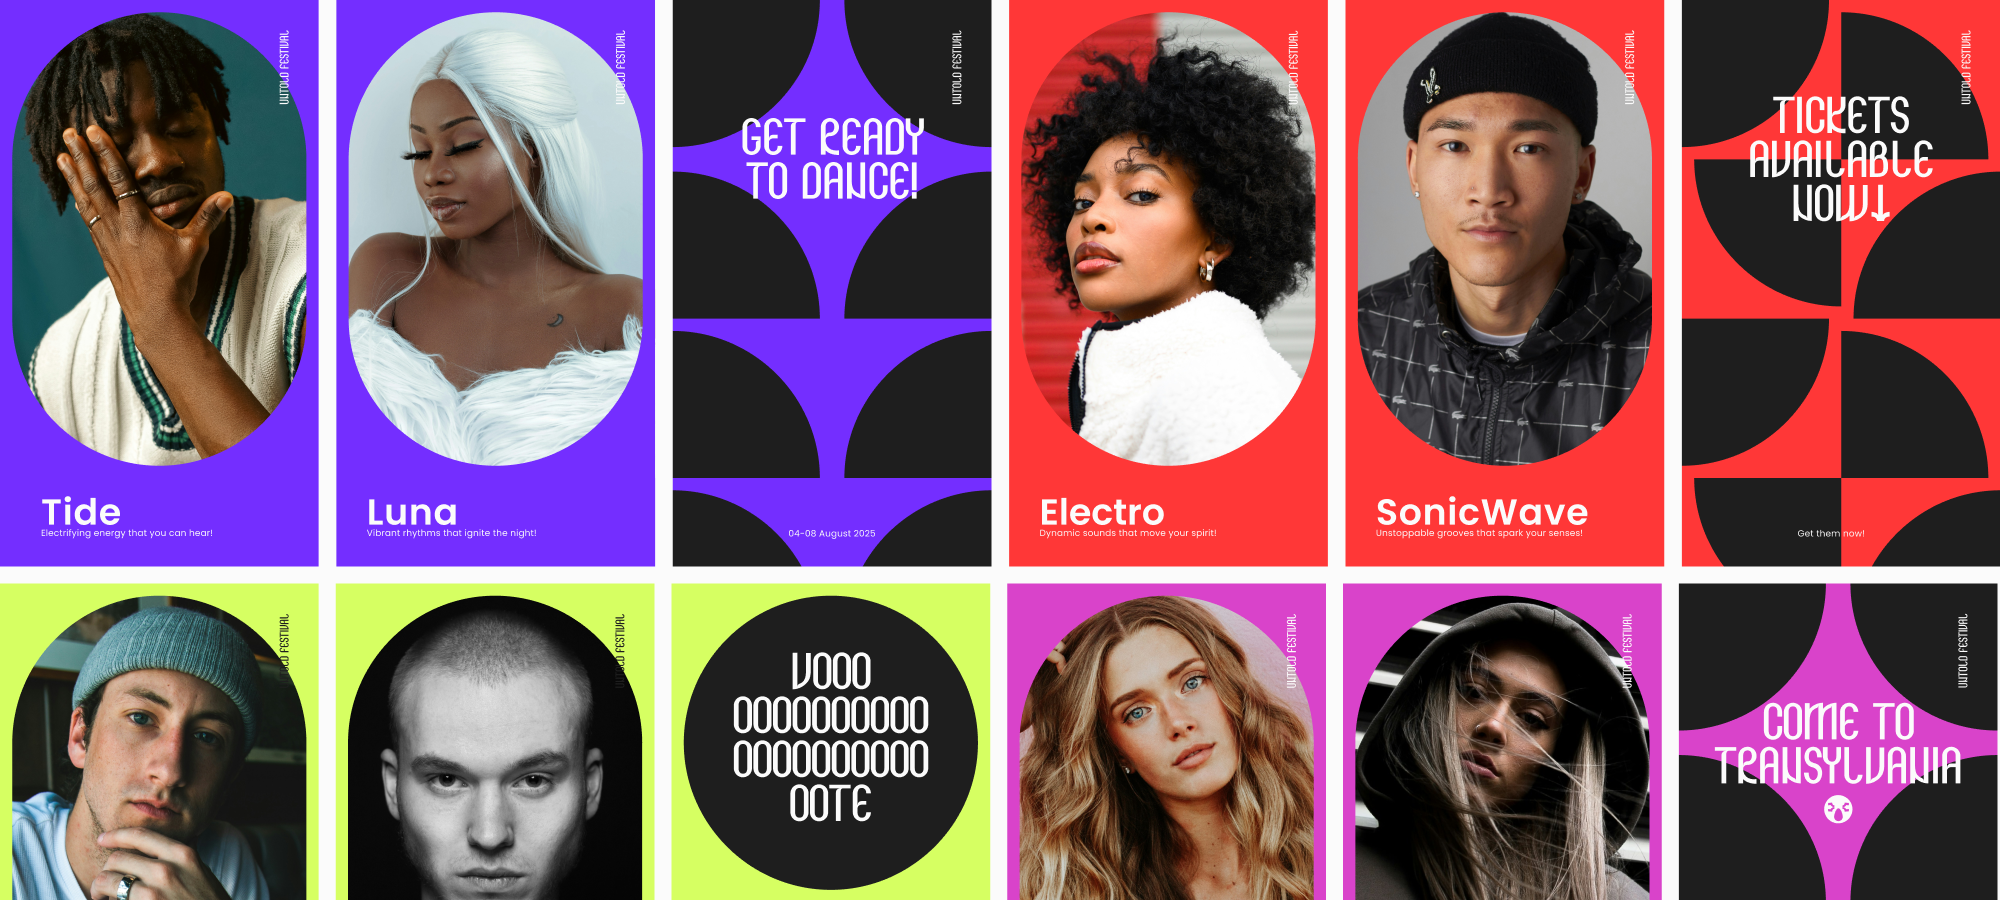 UNTOLD FESTIVAL
Tide
Electrifying energy that you can hear!
UNTOLD FESTIVAL
Luna
Vibrant rhythms that ignite the night!
UNTOLD FESTIVAL
GET READY
TO DANCE!
04-08 August 2025
UNTOLD FESTIVAL
Electro
Dynamic sounds that move your spirit!
UNTOLD FESTIVAL
SonicWave
Unstoppable grooves that spark your senses!
UNTOLD FESTIVAL
TICKETS
AVAILABLE
NOW↓
Get them now!
UNTOLD FESTIVAL
UNTOLD FESTIVAL
VOOO
OOOOOOOOOO
OOOOOOOOOO
OOTE
UNTOLD FESTIVAL
UNTOLD FESTIVAL
UNTOLD FESTIVAL
COME TO
TRANSYLVANIA